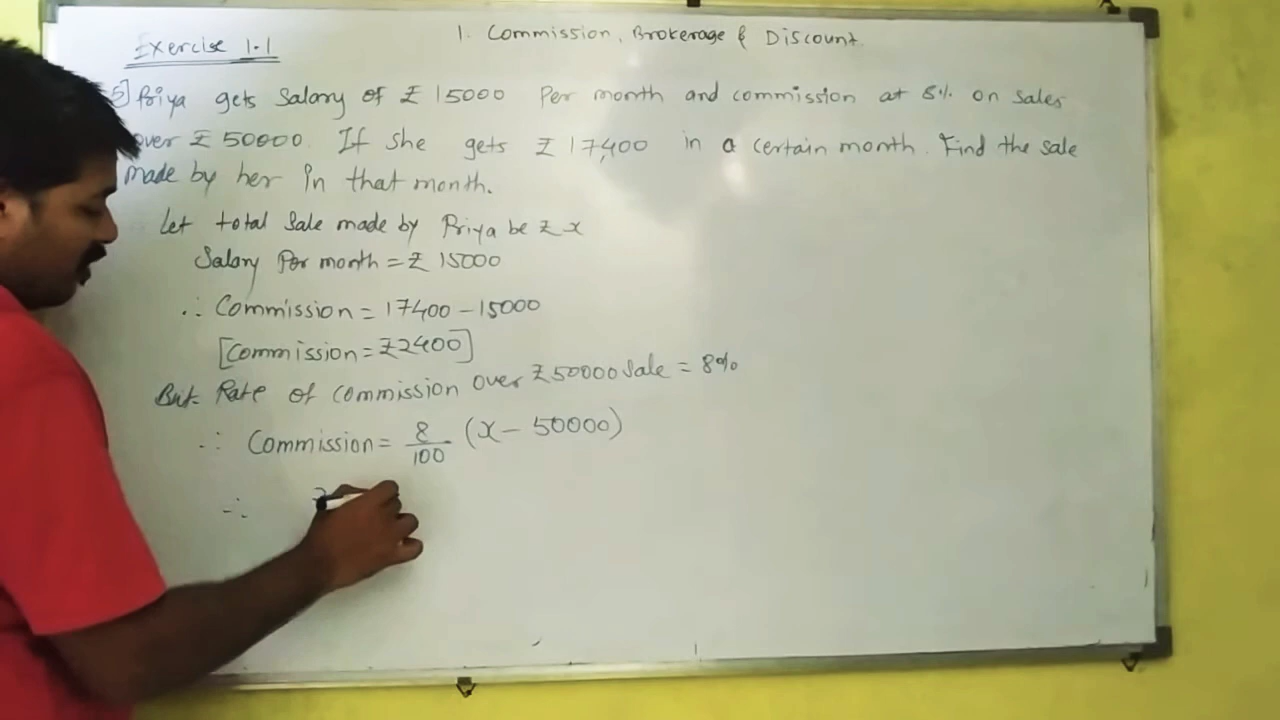 1. Commission, Brokerage & Discount
Exercise 1.1
5] Priya gets Salary of ₹ 15000 Per month and commission at 8% on sales
over ₹ 50000. If She gets ₹ 17,400 in a certain month. Find the sale
made by her in that month.
Let total Sale made by Priya be ₹ x
Salary Per month = ₹ 15000
∴ Commission = 17400 - 15000
[Commission = ₹2400]
But Rate of commission over ₹50000 Sale = 8%
∴ Commission = 8/100 (x - 50000)
∴